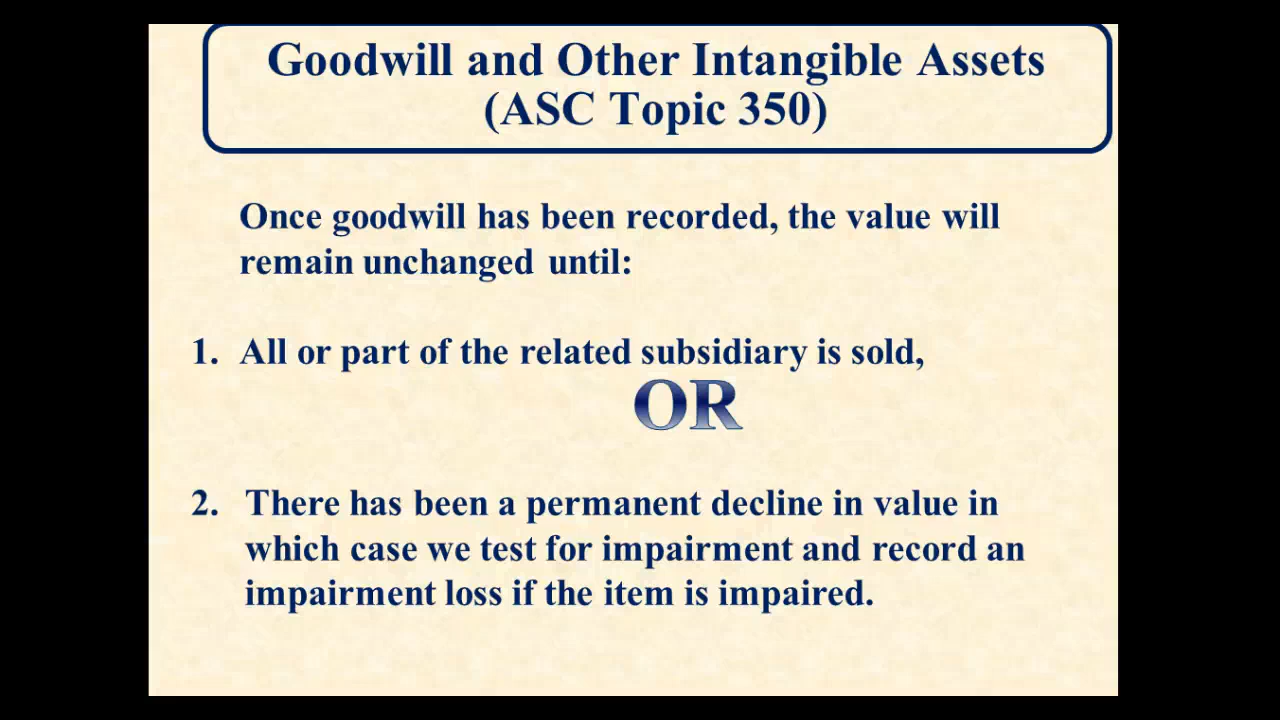 Goodwill and Other Intangible Assets
(ASC Topic 350)
Once goodwill has been recorded, the value will
remain unchanged until:
1. All or part of the related subsidiary is sold,
OR
2. There has been a permanent decline in value in
which case we test for impairment and record an
impairment loss if the item is impaired.